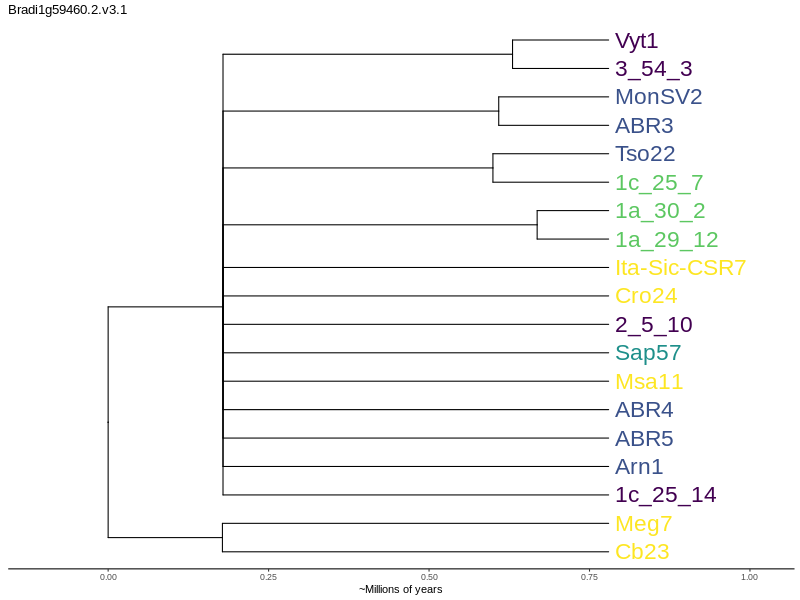 Bradi1g59460.2.v3.1
Vyt1
3_54_3
MonSV2
ABR3
Tso22
1c_25_7
1a_30_2
1a_29_12
Ita-Sic-CSR7
Cro24
2_5_10
Sap57
Msa11
ABR4
ABR5
Arn1
1c_25_14
Meg7
Cb23
0.00 0.25 0.50 0.75 1.00
~Millions of years